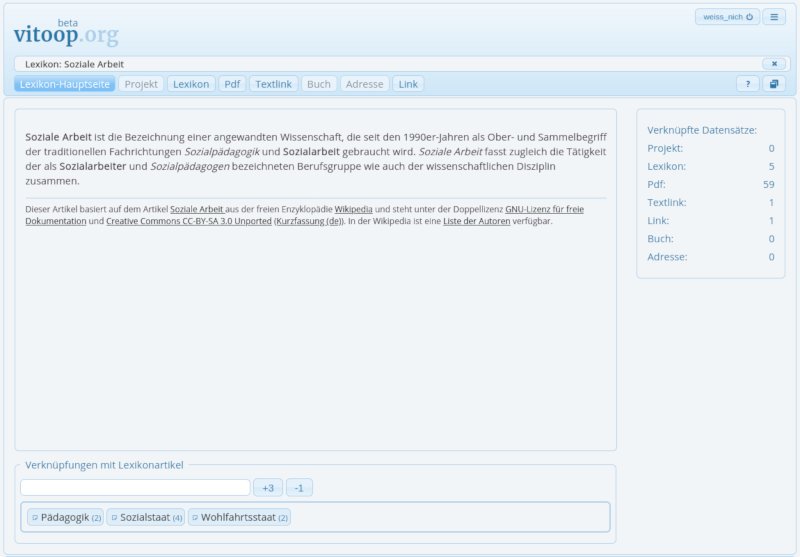 beta
vitoop.org
weiss_nich
Lexikon: Soziale Arbeit
Lexikon-Hauptseite Projekt Lexikon Pdf Textlink Buch Adresse Link ?
Soziale Arbeit ist die Bezeichnung einer angewandten Wissenschaft, die seit den 1990er-Jahren als Ober- und Sammelbegriff
der traditionellen Fachrichtungen Sozialpädagogik und Sozialarbeit gebraucht wird. Soziale Arbeit fasst zugleich die Tätigkeit
der als Sozialarbeiter und Sozialpädagogen bezeichneten Berufsgruppe wie auch der wissenschaftlichen Disziplin
zusammen.
Dieser Artikel basiert auf dem Artikel Soziale Arbeit aus der freien Enzyklopädie Wikipedia und steht unter der Doppellizenz GNU-Lizenz für freie
Dokumentation und Creative Commons CC-BY-SA 3.0 Unported (Kurzfassung (de)). In der Wikipedia ist eine Liste der Autoren verfügbar.
Verknüpfte Datensätze:
Projekt: 0
Lexikon: 5
Pdf: 59
Textlink: 1
Link: 1
Buch: 0
Adresse: 0
Verknüpfungen mit Lexikonartikel
+3 -1
Pädagogik (2) Sozialstaat (4) Wohlfahrtsstaat (2)